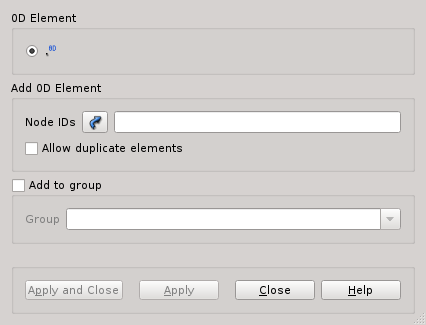 0D Element
0D
Add 0D Element
Node IDs
Allow duplicate elements
Add to group
Group
Apply and Close Apply Close Help